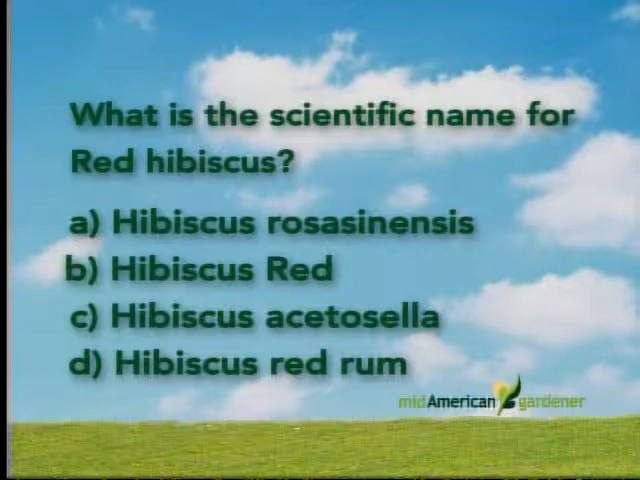 What is the scientific name for
Red hibiscus?
a) Hibiscus rosasinensis
b) Hibiscus Red
c) Hibiscus acetosella
d) Hibiscus red rum
midAmerican gardener